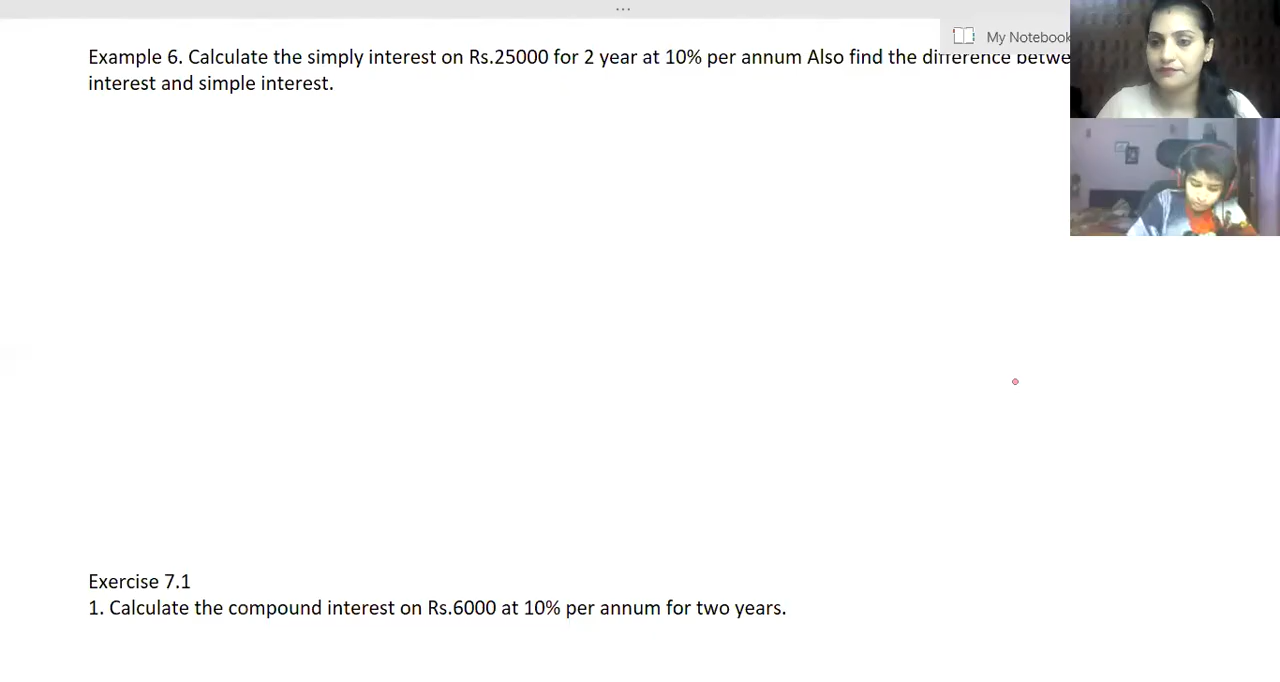 ...
My Notebook
Example 6. Calculate the simply interest on Rs.25000 for 2 year at 10% per annum Also find the difference
interest and simple interest.
Exercise 7.1
1. Calculate the compound interest on Rs.6000 at 10% per annum for two years.